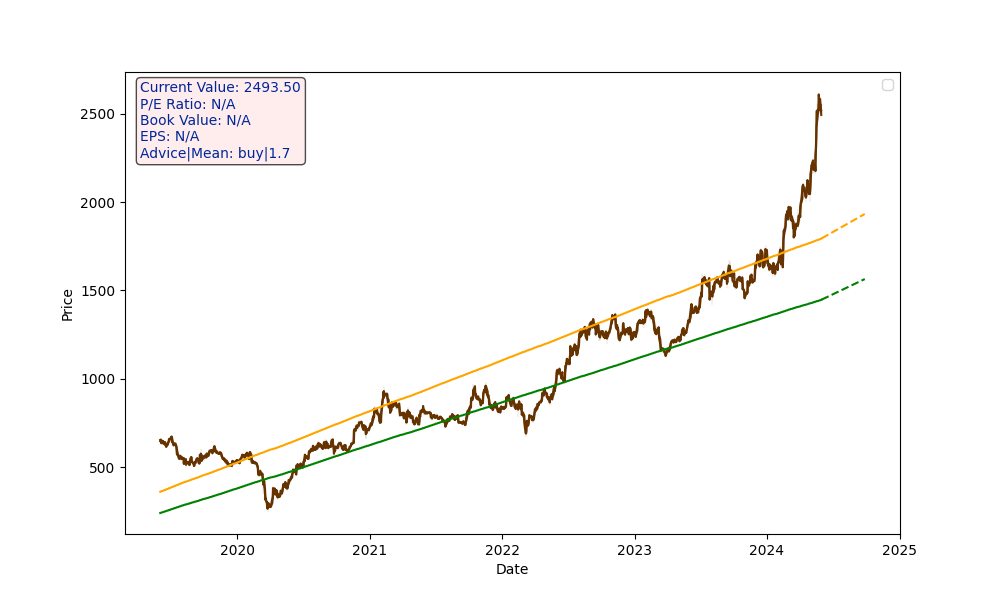 Current Value: 2493.50
P/E Ratio: N/A
Book Value: N/A
EPS: N/A
Advice|Mean: buy|1.7
2500
2000
1500
1000
500
Price
2020
2021
2022
2023
2024
2025
Date